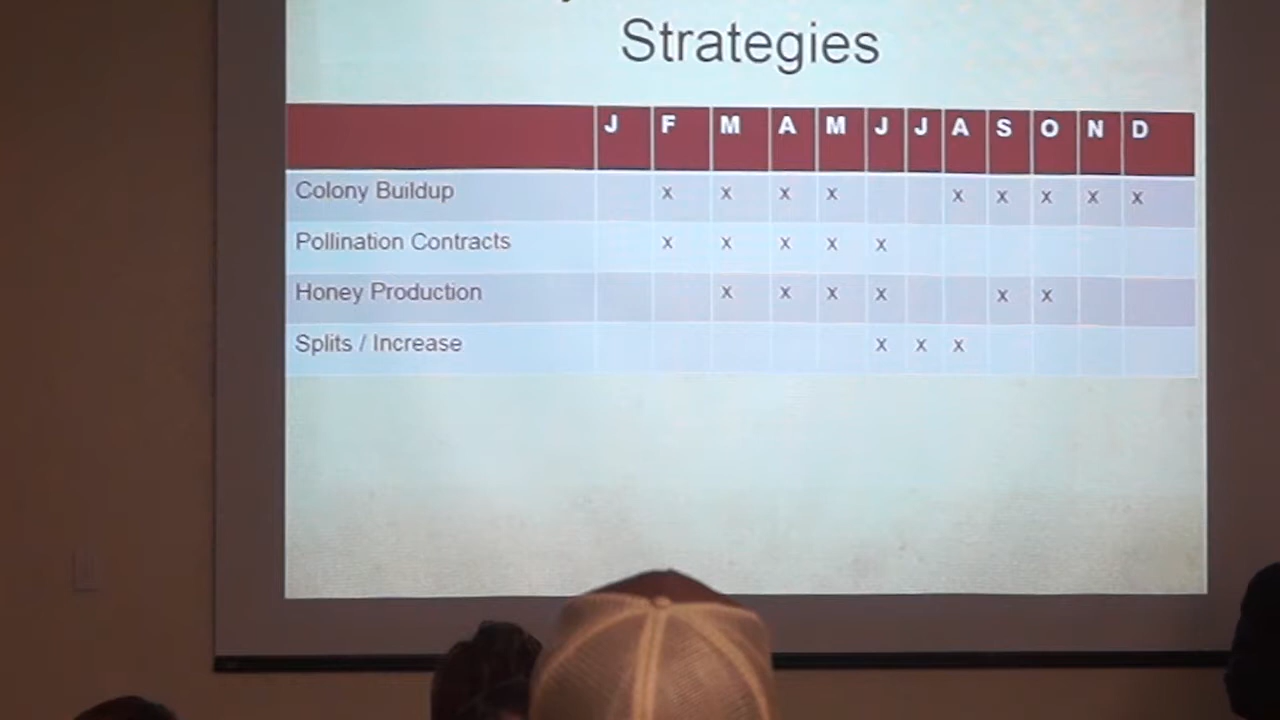 Strategies
J F M A M J J A S O N D
Colony Buildup x x x x x x x x x
Pollination Contracts x x x x x
Honey Production x x x x x x
Splits / Increase x x x